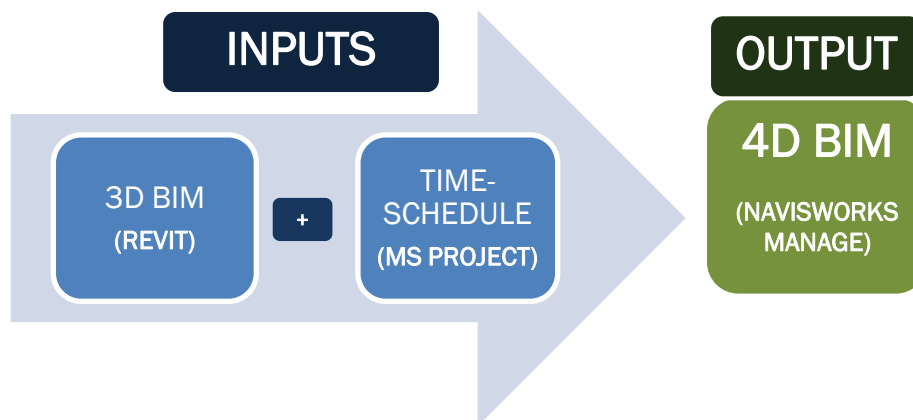 INPUTS
3D BIM
(REVIT)
+
TIME-
SCHEDULE
(MS PROJECT)
OUTPUT
4D BIM
(NAVISWORKS
MANAGE)